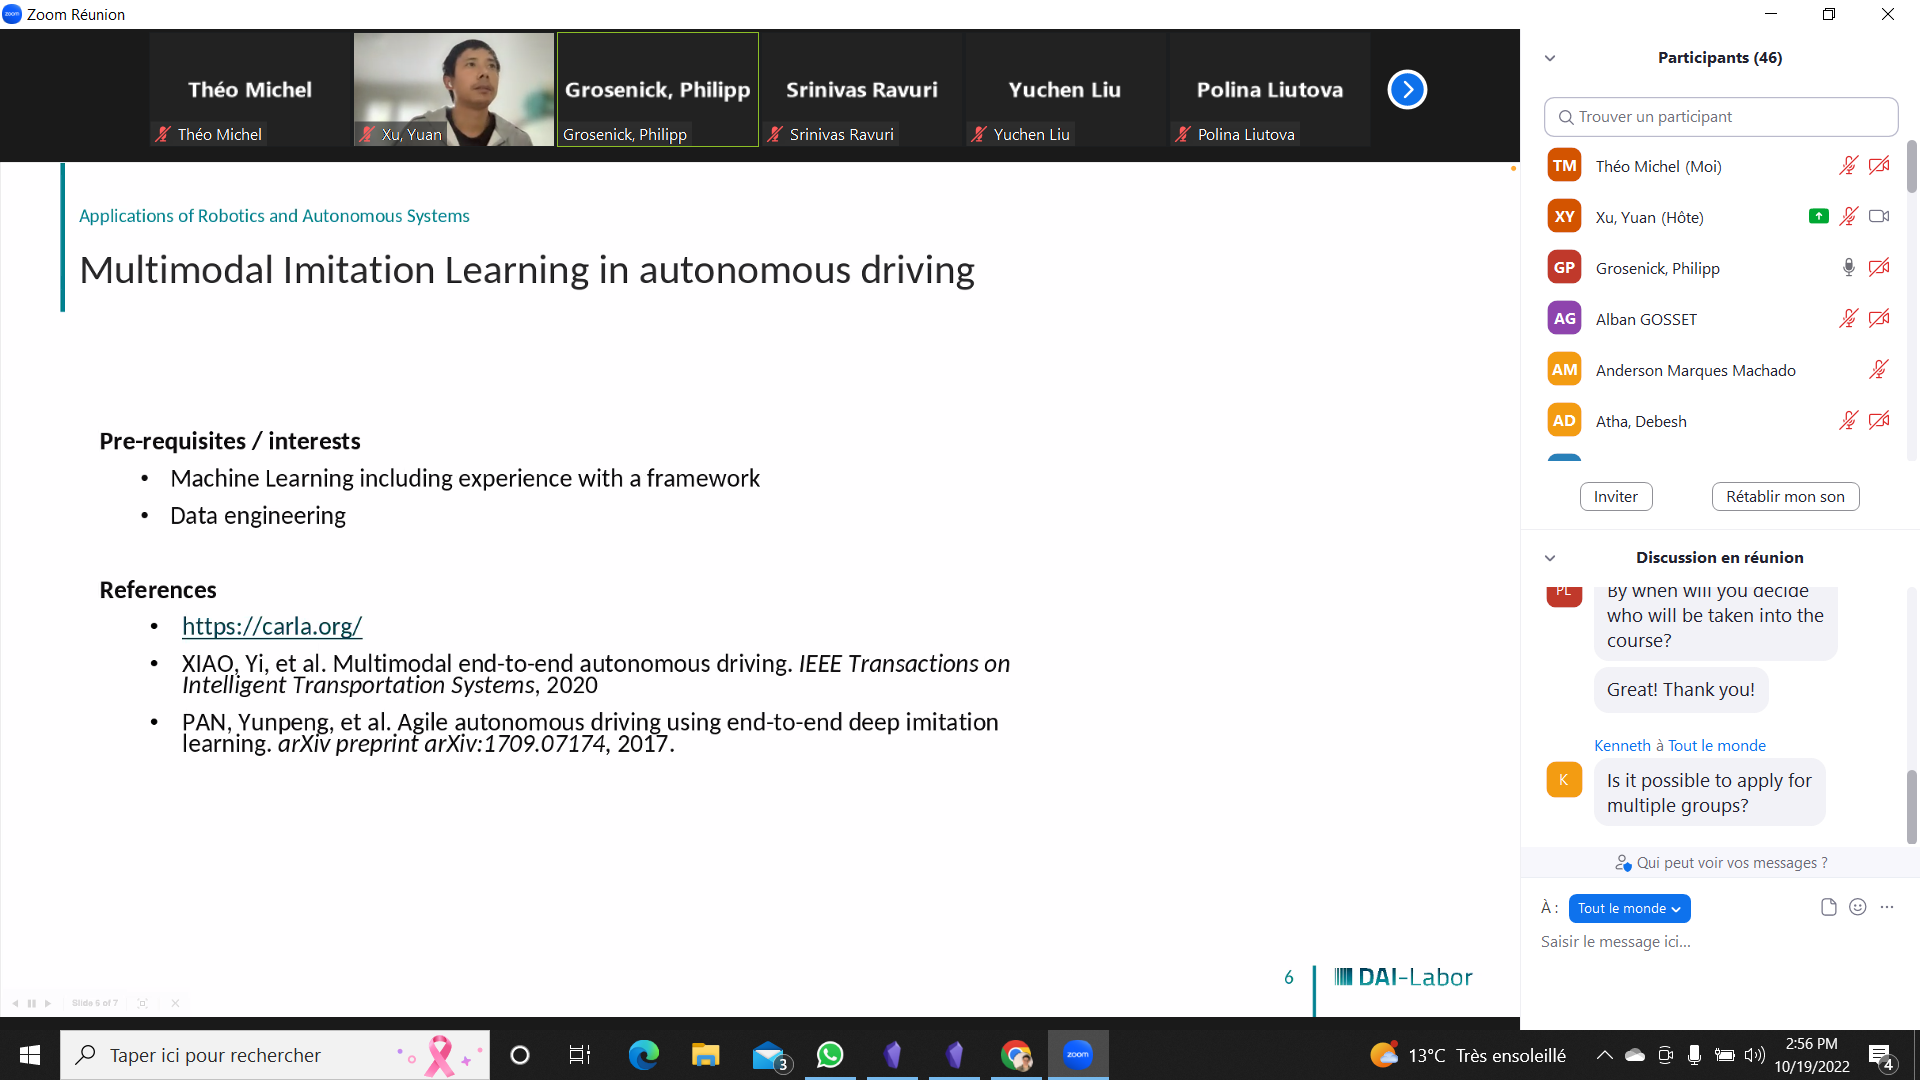 Zoom Réunion
Théo Michel
Grosenick, Philipp
Srinivas Ravuri
Yuchen Liu
Polina Liutova
Théo Michel
Xu, Yuan
Grosenick, Philipp
Srinivas Ravuri
Yuchen Liu
Polina Liutova
Applications of Robotics and Autonomous Systems
Multimodal Imitation Learning in autonomous driving
Pre-requisites / interests
• Machine Learning including experience with a framework
• Data engineering
References
• https://carla.org/
• XIAO, Yi, et al. Multimodal end-to-end autonomous driving. IEEE Transactions on
Intelligent Transportation Systems, 2020
• PAN, Yunpeng, et al. Agile autonomous driving using end-to-end deep imitation
learning. arXiv preprint arXiv:1709.07174, 2017.
6
DAI-Labor
Slide 5 of 7
Participants (46)
Trouver un participant
TM Théo Michel (Moi)
XY Xu, Yuan (Hôte)
GP Grosenick, Philipp
AG Alban GOSSET
AM Anderson Marques Machado
AD Atha, Debesh
Inviter
Rétablir mon son
Discussion en réunion
PL
By when will you decide
who will be taken into the
course?
Great! Thank you!
Kenneth à Tout le monde
K
Is it possible to apply for
multiple groups?
Qui peut voir vos messages ?
À : Tout le monde
Saisir le message ici...
Taper ici pour rechercher
3
zoom
13°C Très ensoleillé
2:56 PM
10/19/2022
4